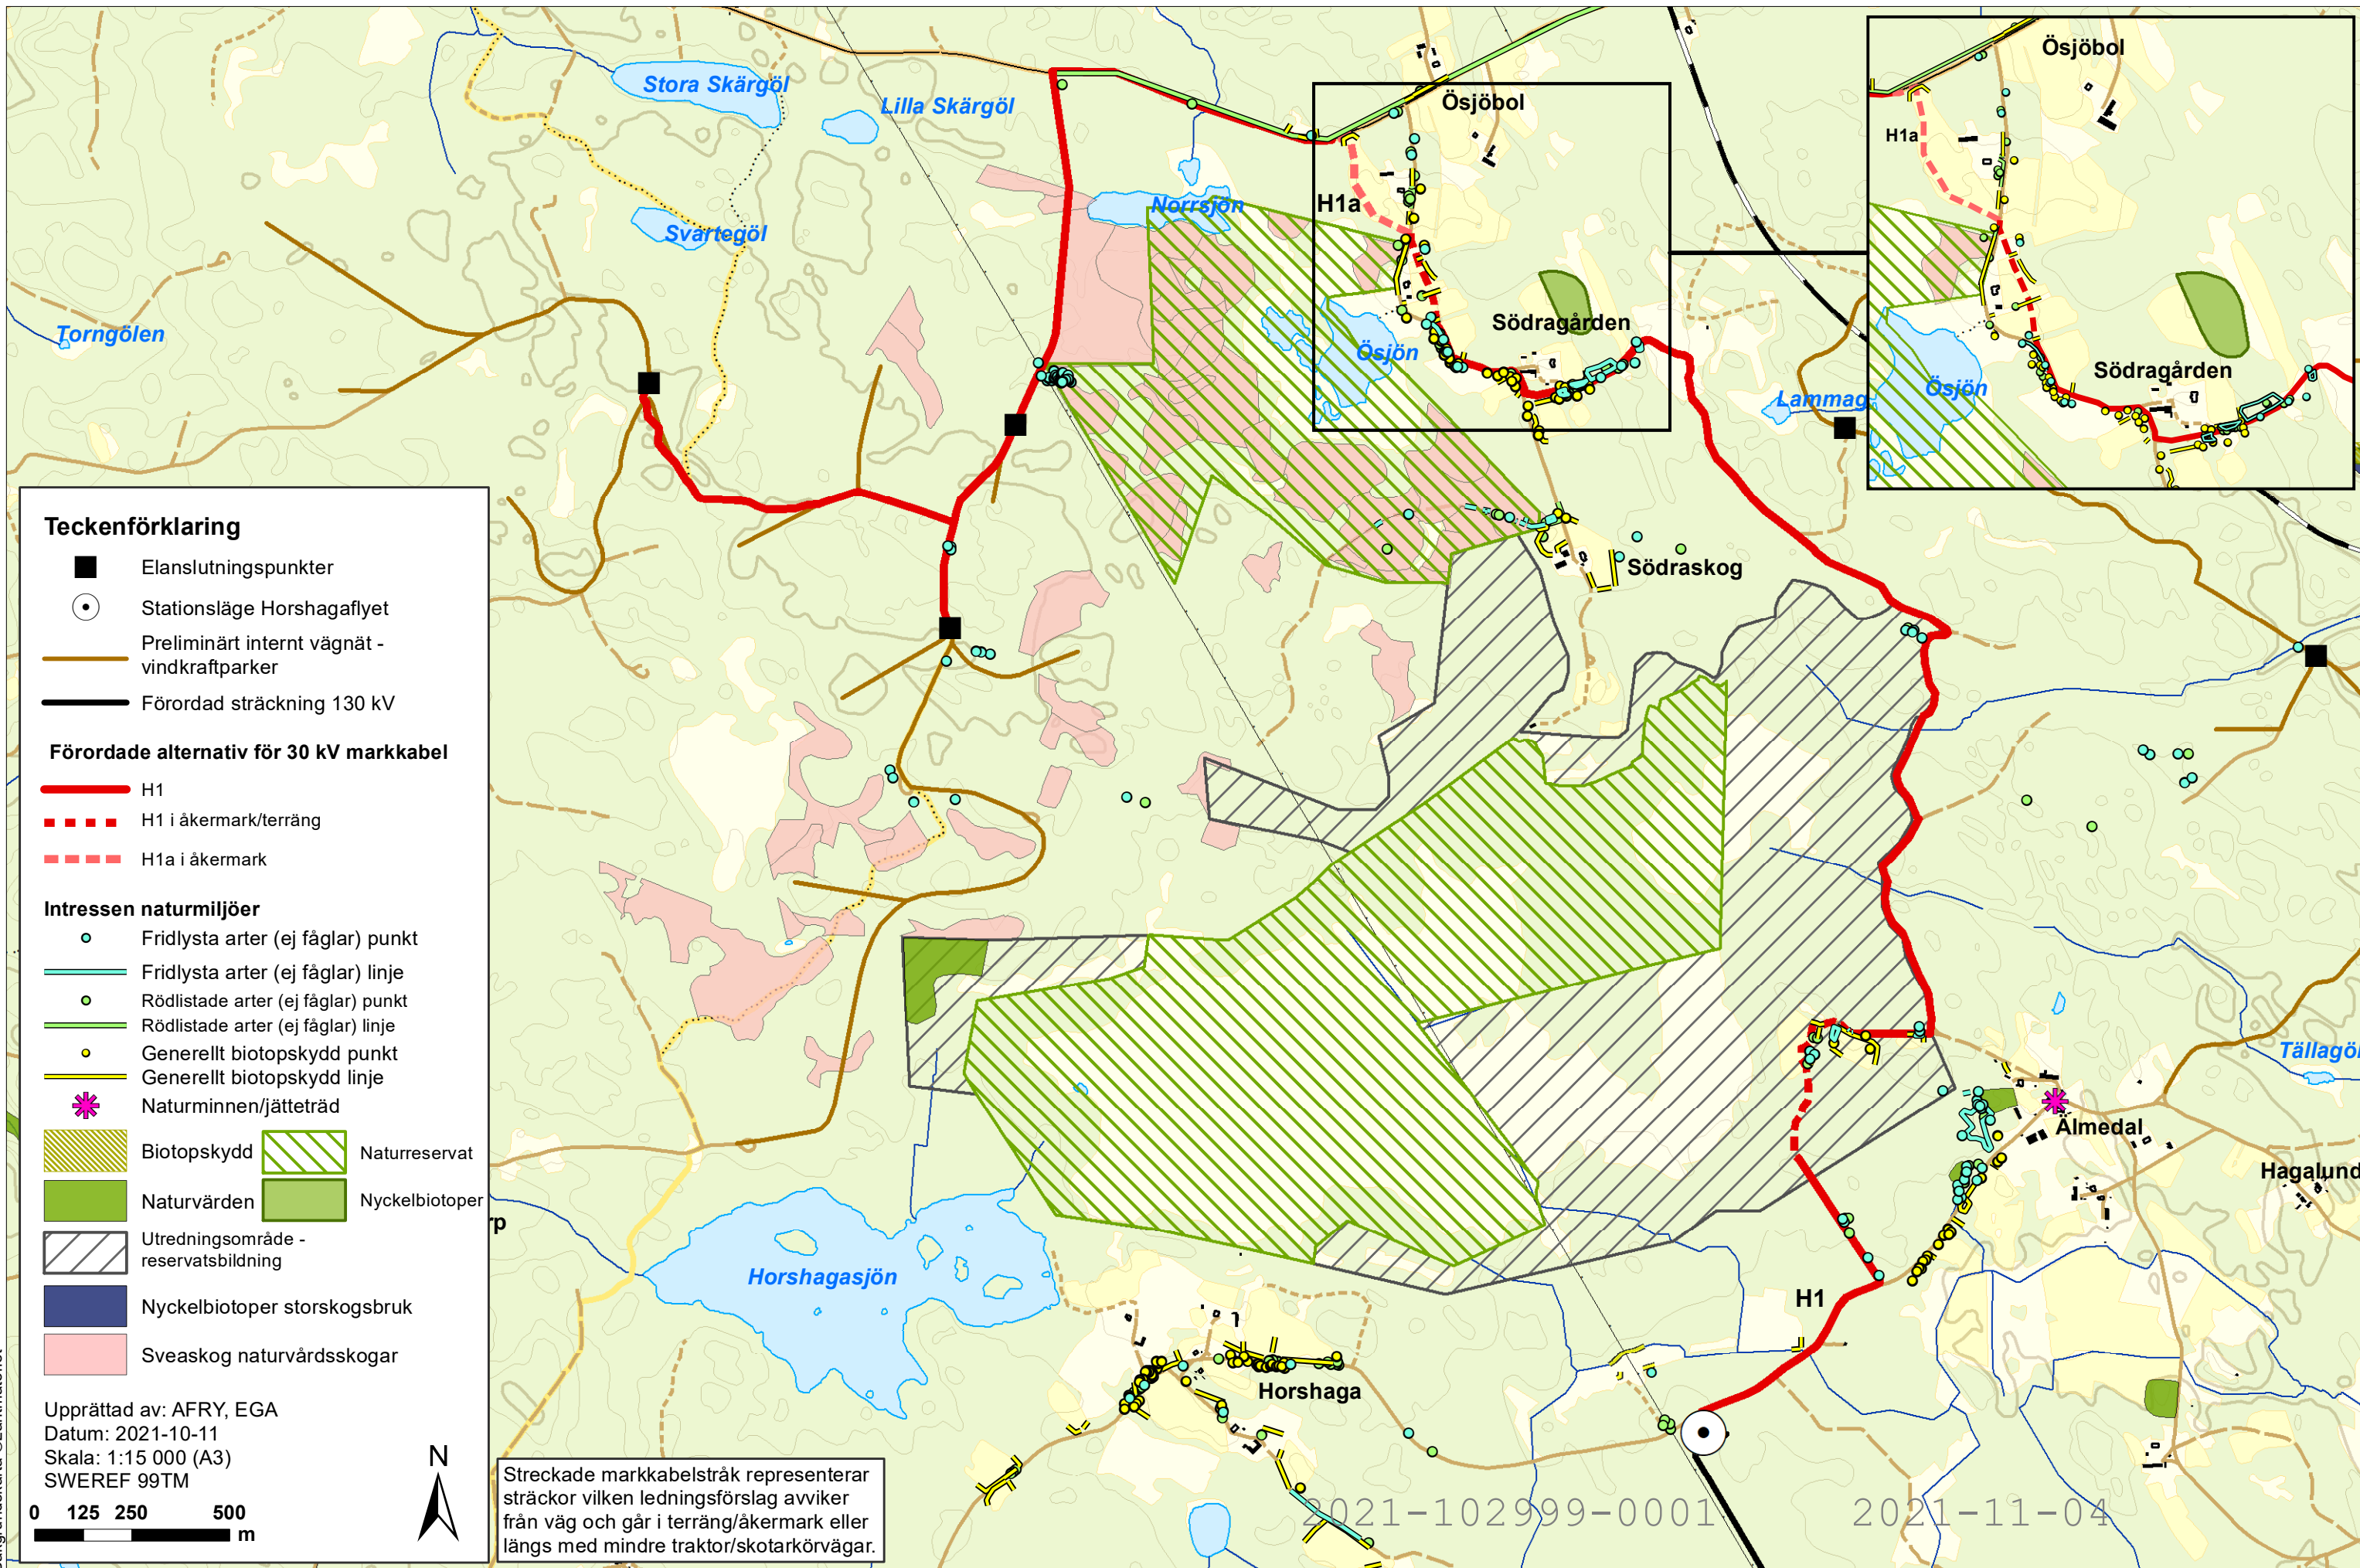 Stora Skärgöl
Lilla Skärgöl
Ösjöbol
Ösjöbol
H1a
Norrsjön
H1a
Svartegöl
Torngölen
Södragården
Ösjön
Södragården
Ösjön
Lammag
Södraskog
Teckenförklaring
Elanslutningspunkter
Stationsläge Horshagaflyet
Preliminärt internt vägnät -
vindkraftparker
Förordad sträckning 130 kV
Förordade alternativ för 30 kV markkabel
H1
H1 i åkermark/terräng
H1a i åkermark
Intressen naturmiljöer
Fridlysta arter (ej fåglar) punkt
Fridlysta arter (ej fåglar) linje
Rödlistade arter (ej fåglar) punkt
Rödlistade arter (ej fåglar) linje
Generellt biotopskydd punkt
Generellt biotopskydd linje
Naturminnen/jätteträd
Biotopskydd
Naturreservat
Naturvärden
Nyckelbiotoper
Utredningsområde -
reservatsbildning
Nyckelbiotoper storskogsbruk
Sveaskog naturvårdsskogar
Upprättad av: AFRY, EGA
Datum: 2021-10-11
Skala: 1:15 000 (A3)
SWEREF 99TM
N
0 125 250 500
m
Tällagöl
Älmedal
Hagalund
rp
Horshagasjön
H1
Horshaga
Streckade markkabelstråk representerar
sträckor vilken ledningsförslag avviker
från väg och går i terräng/åkermark eller
längs med mindre traktor/skotarkörvägar.
2021-102999-0001
2021-11-04